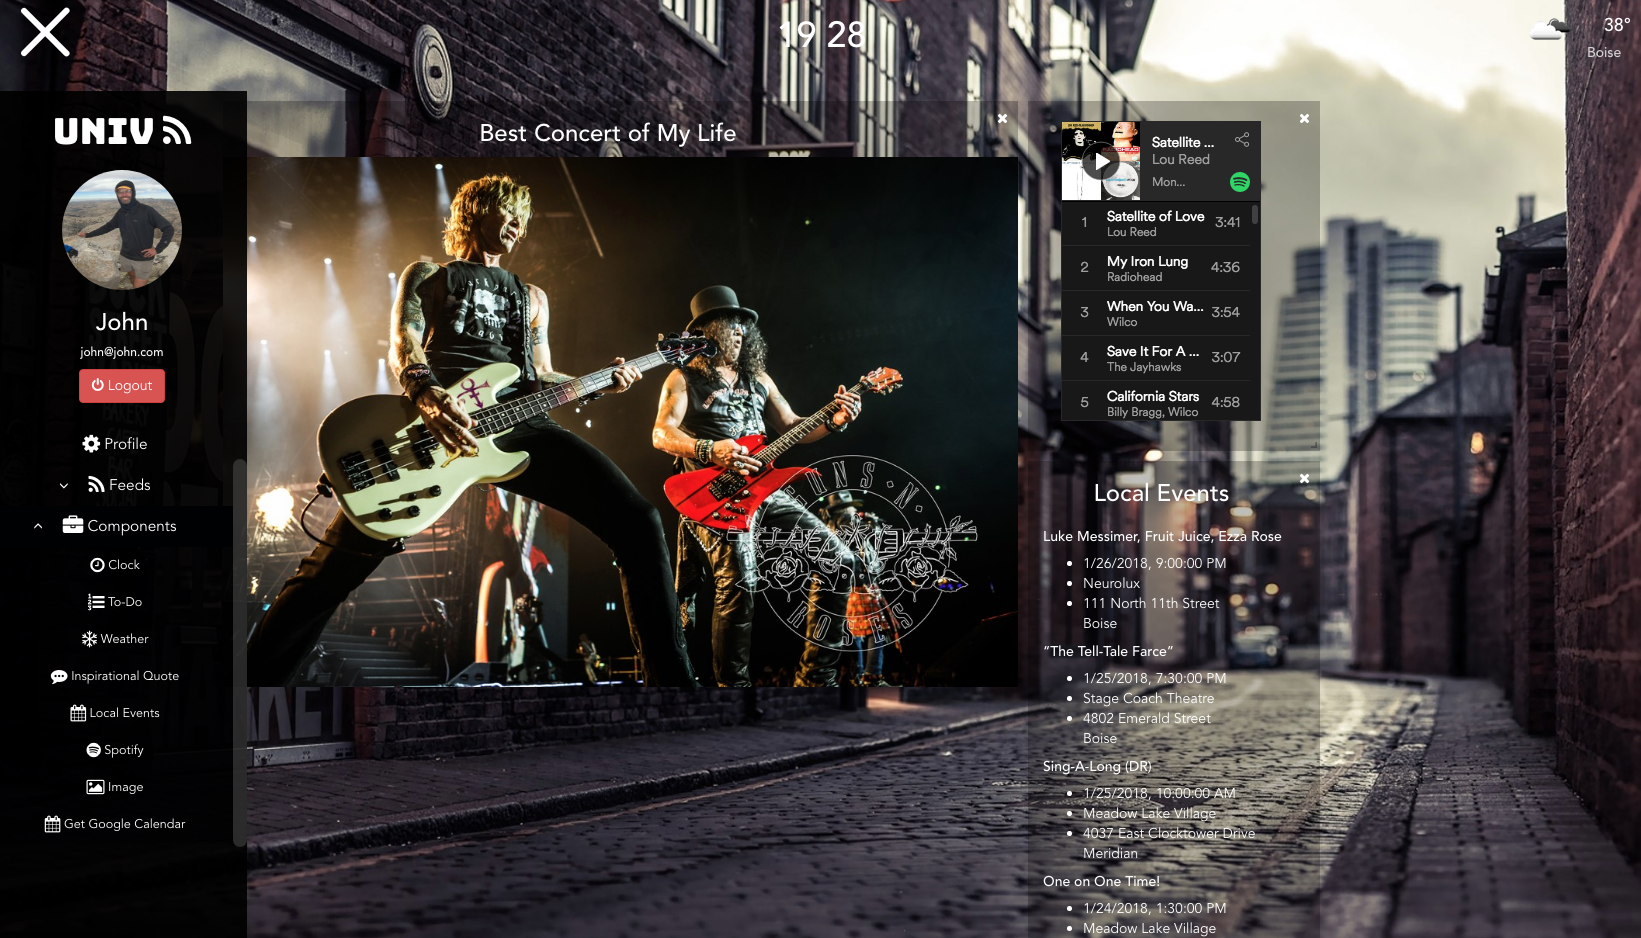 19 28
38°
Boise
UNIV
John
john@john.com
Logout
Profile
Feeds
Components
Clock
To-Do
Weather
Inspirational Quote
Local Events
Spotify
Image
Get Google Calendar
Best Concert of My Life
GUNS N'
ROSES
Satellite ...
Lou Reed
Mon...
1 Satellite of Love 3:41
Lou Reed
2 My Iron Lung 4:36
Radiohead
3 When You Wa... 3:54
Wilco
4 Save It For A ... 3:07
The Jayhawks
5 California Stars 4:58
Billy Bragg, Wilco
Local Events
Luke Messimer, Fruit Juice, Ezza Rose
1/26/2018, 9:00:00 PM
Neurolux
111 North 11th Street
Boise
“The Tell-Tale Farce”
1/25/2018, 7:30:00 PM
Stage Coach Theatre
4802 Emerald Street
Boise
Sing-A-Long (DR)
1/25/2018, 10:00:00 AM
Meadow Lake Village
4037 East Clocktower Drive
Meridian
One on One Time!
1/24/2018, 1:30:00 PM
Meadow Lake Village